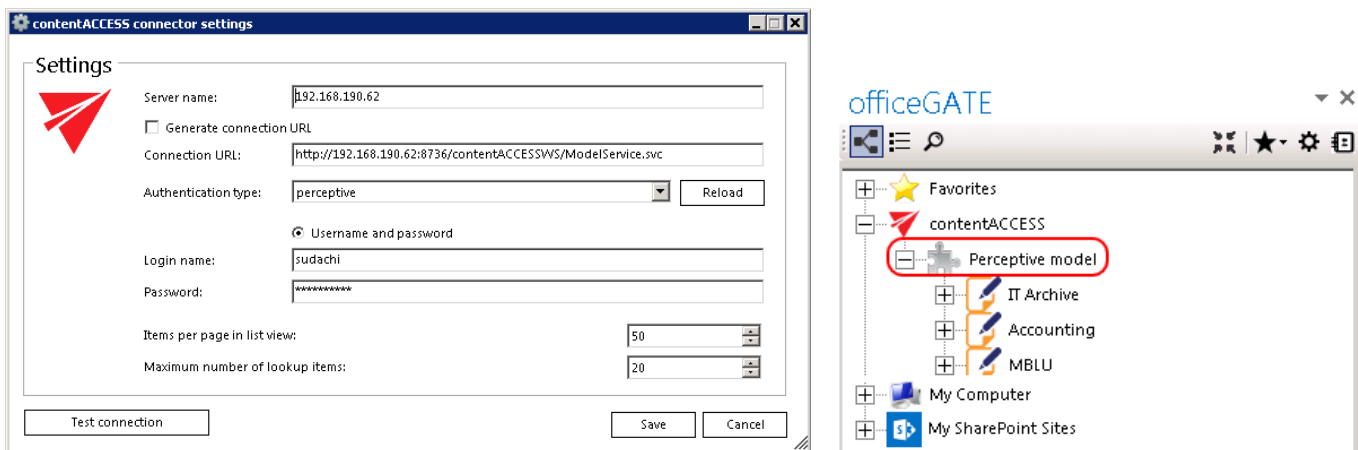 contentACCESS connector settings
Settings
Server name: 192.168.190.62
Generate connection URL
Connection URL: http://192.168.190.62:8736/contentACCESSWS/ModelService.svc
Authentication type: perceptive Reload
Username and password
Login name: sudachi
Password: **********
Items per page in list view: 50
Maximum number of lookup items: 20
Test connection Save Cancel
officeGATE
Favorites
contentACCESS
Perceptive model
IT Archive
Accounting
MBLU
My Computer
My SharePoint Sites